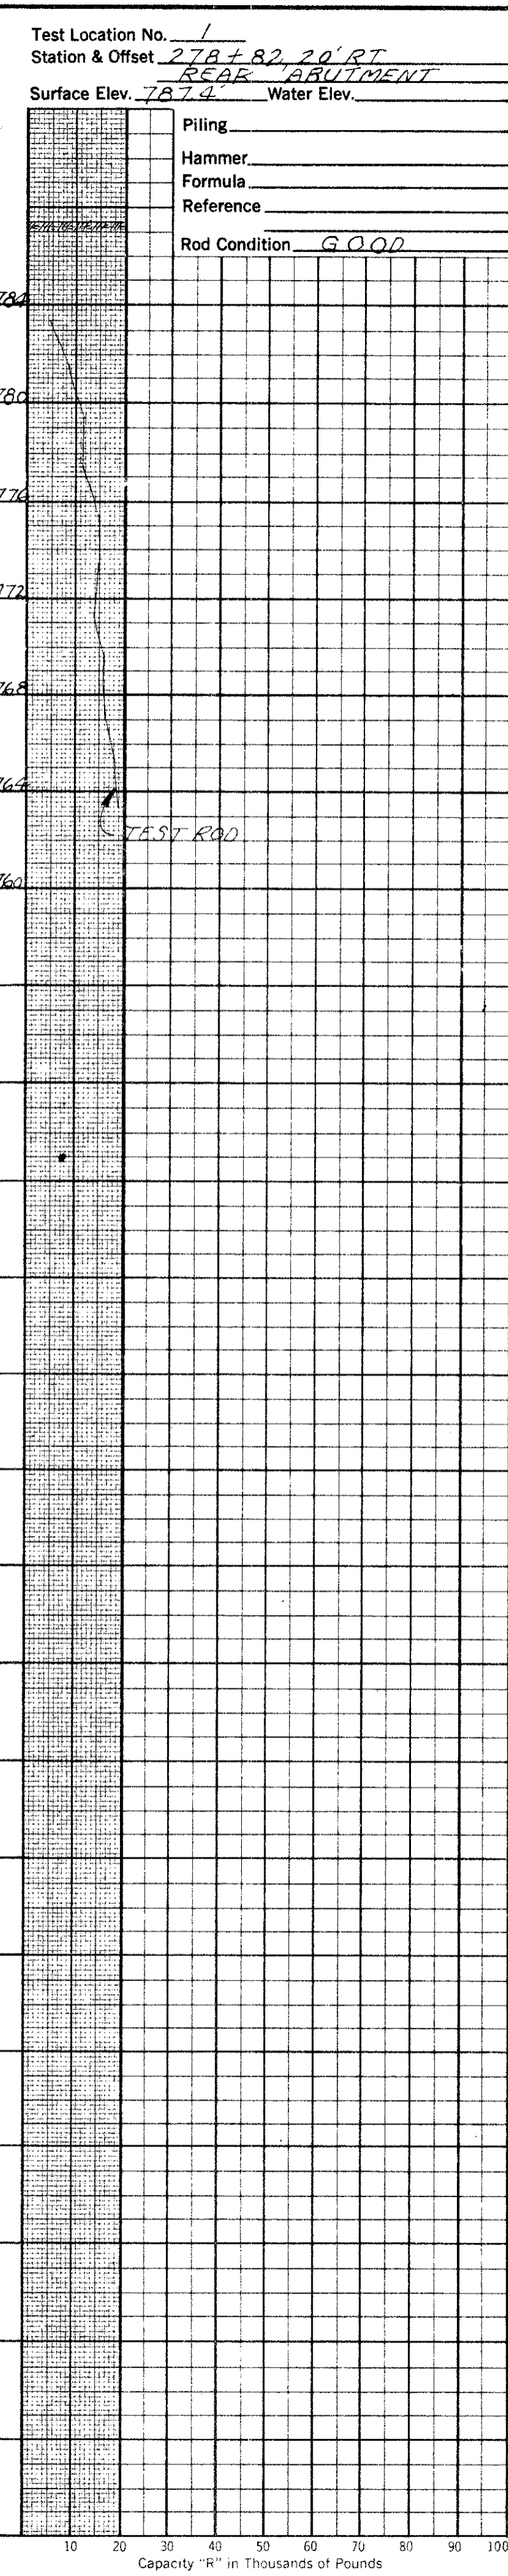 Test Location No. 1
Station & Offset 278+82, 20' RT
REAR ABUTMENT
Surface Elev. 787.4' Water Elev.
Piling
Hammer
Formula
Reference
Rod Condition GOOD
784
780
776
772
768
764
TEST ROD
760
10 20 30 40 50 60 70 80 90 100
Capacity "R" in Thousands of Pounds